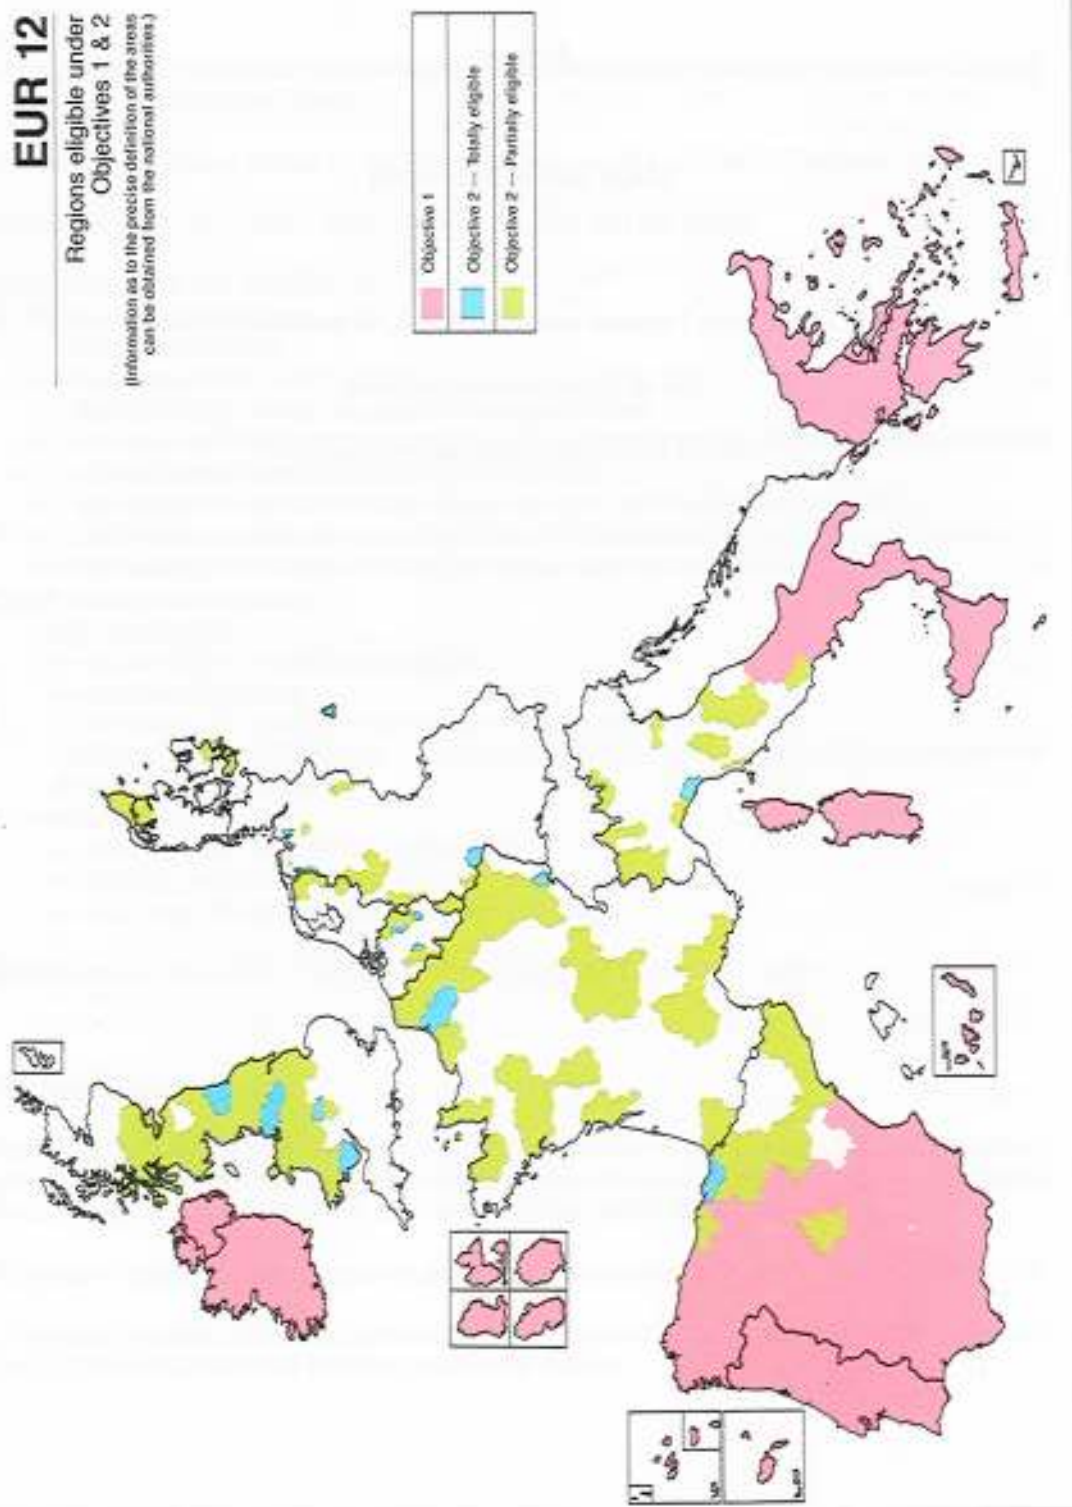 EUR 12
Regions eligible under
Objectives 1 & 2
(Information as to the precise definition of the areas
can be obtained from the national authorities.)
Objective 1
Objective 2 — Totally eligible
Objective 2 — Partially eligible